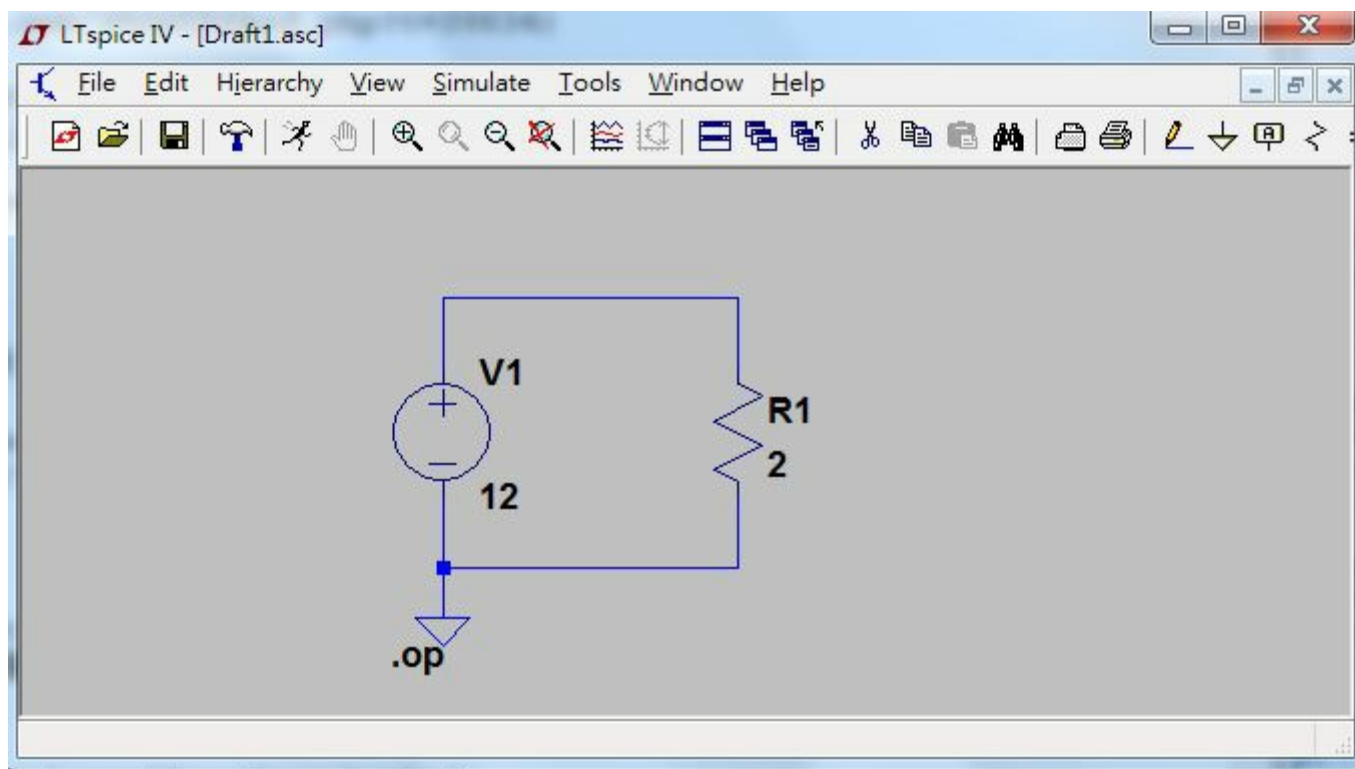 LTspice IV - [Draft1.asc]
File Edit Hierarchy View Simulate Tools Window Help
V1
R1
2
12
.op